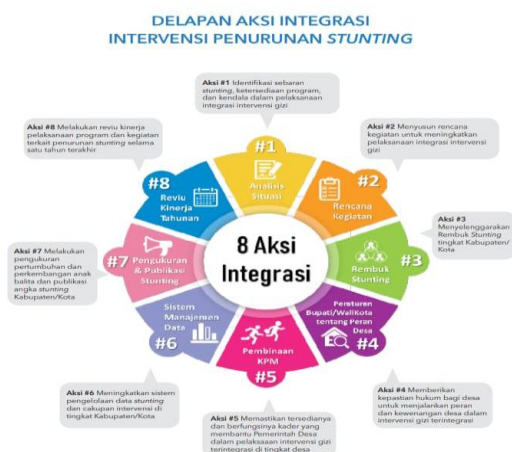 DELAPAN AKSI INTEGRASI
INTERVENSI PENURUNAN STUNTING
Aksi #1 Identifikasi sebaran
stunting, ketersediaan program,
dan kendala dalam pelaksanaan
integrasi intervensi gizi
Aksi #8 Melakukan reviu kinerja
pelaksanaan program dan kegiatan
terkait penurunan stunting selama
satu tahun terakhir
Aksi #2 Menyusun rencana
kegiatan untuk meningkatkan
pelaksanaan integrasi intervensi
gizi
#1
Analisis
Situasi
#2
Rencana
Kegiatan
#8
Reviu
Kinerja
Tahunan
Aksi #3
Menyelenggarakan
Rembuk Stunting
tingkat Kabupaten/
Kota
8 Aksi
Integrasi
#3
Rembuk
Stunting
Aksi #7 Melakukan
pengukuran
pertumbuhan dan
perkembangan anak
balita dan publikasi
angka stunting
Kabupaten/Kota
#7
Pengukuran
& Publikasi
Stunting
Sistem
Manajemen
Data
#6
Peraturan
Bupati/WaliKota
tentang Peran
Desa
#4
Pembinaan
KPM
#5
Aksi #6 Meningkatkan sistem
pengelolaan data stunting
dan cakupan intervensi di
tingkat Kabupaten/Kota
Aksi #4 Memberikan
kepastian hukum bagi desa
untuk menjalankan peran
dan kewenangan desa dalam
intervensi gizi terintegrasi
Aksi #5 Memastikan tersedianya
dan berfungsinya kader yang
membantu Pemerintah Desa
dalam pelaksaaan intervensi gizi
terintegrasi di tingkat desa